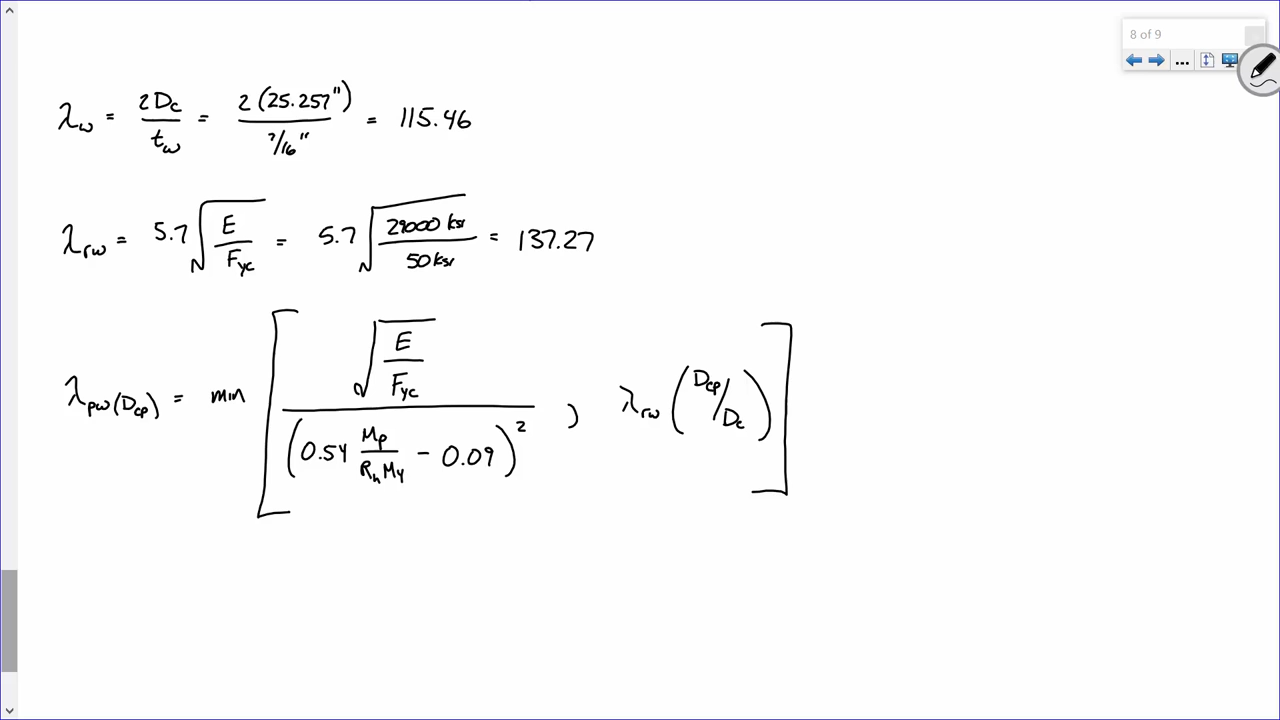 8 of 9
λw = 2Dc/tw = 2(25.257")/7/16" = 115.46
λrw = 5.7√(E/Fyc) = 5.7√(29000 ksi/50 ksi) = 137.27
λpw(Dcp) = min [ √(E/Fyc) / (0.54 Mp/RhMy - 0.09)² , λrw (Dcp/Dc) ]